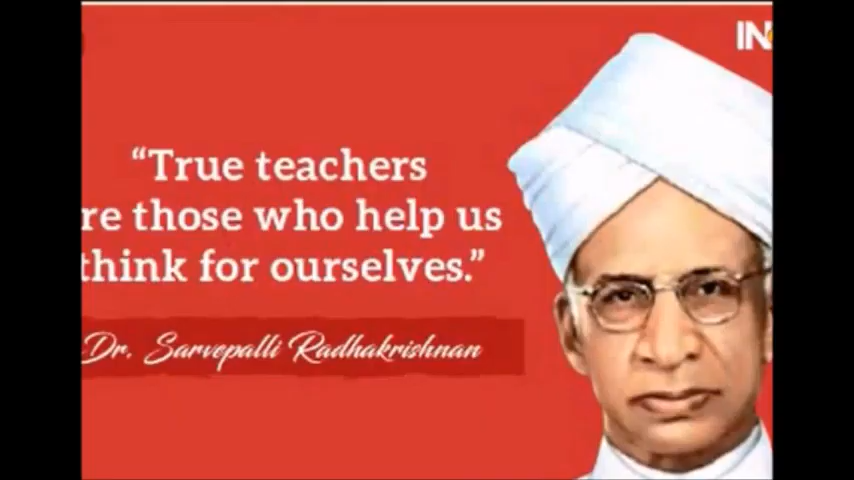 IN
“True teachers
re those who help us
think for ourselves.”
Dr. Sarvepalli Radhakrishnan